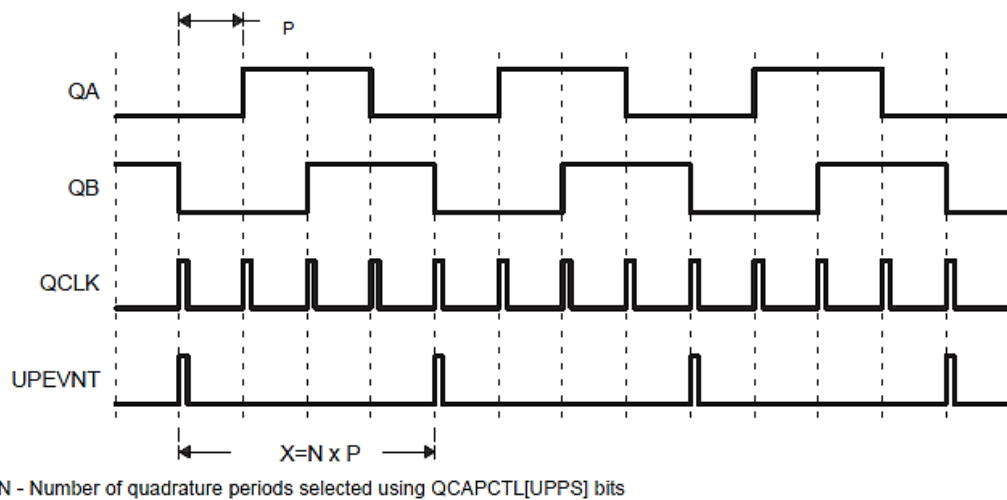 P
QA
QB
QCLK
UPEVNT
X=N x P
N - Number of quadrature periods selected using QCAPCTL[UPPS] bits